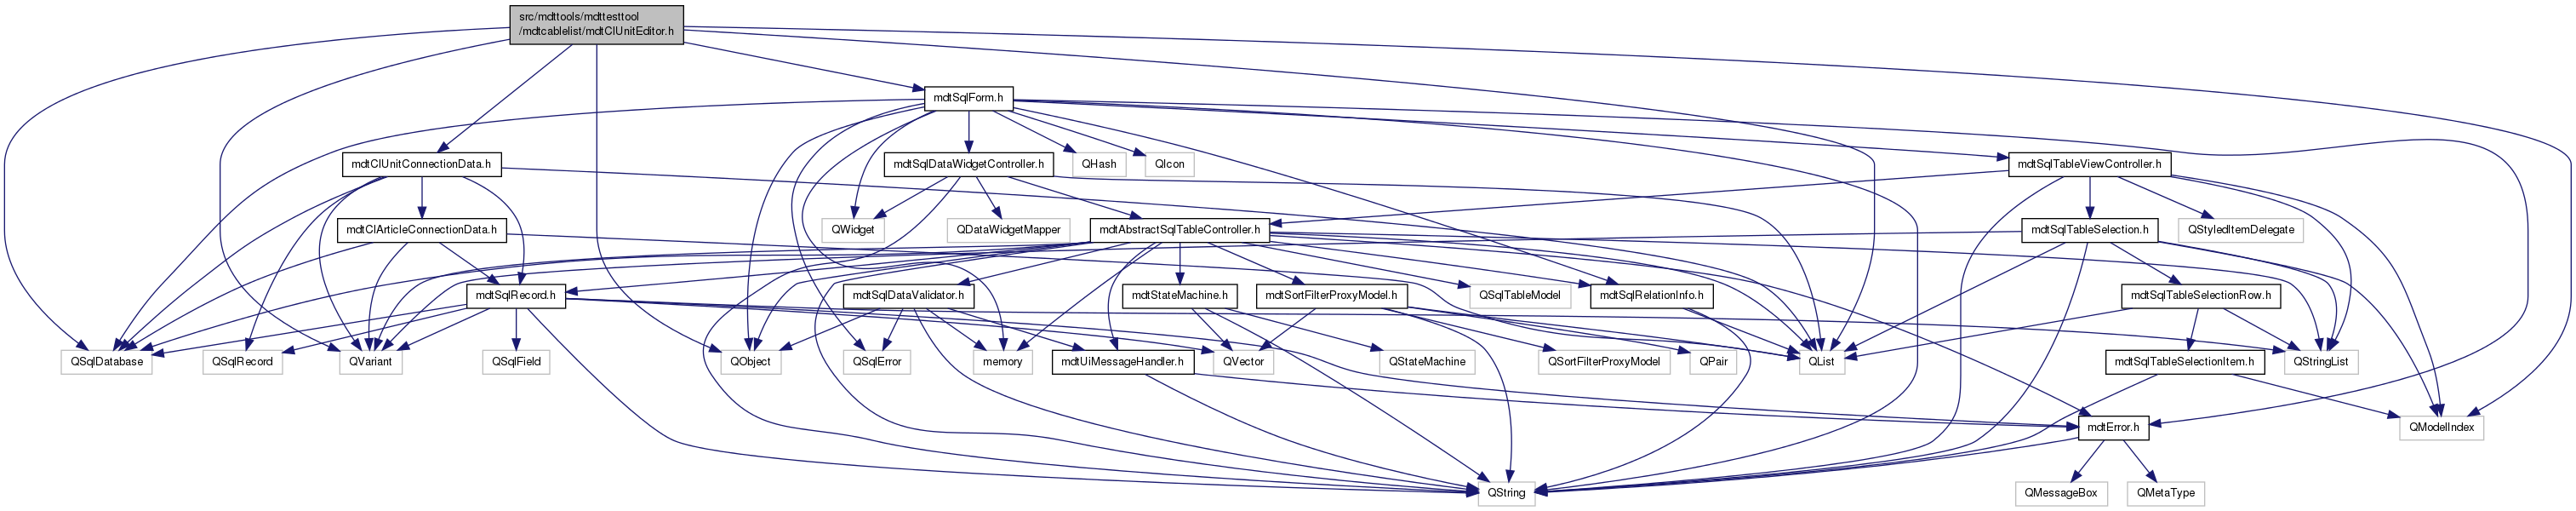 src/mdttools/mdttesttool
/mdtcablelist/mdtClUnitEditor.h
mdtSqlForm.h
mdtClUnitConnectionData.h
mdtSqlDataWidgetController.h
QHash
QIcon
mdtSqlTableViewController.h
mdtClArticleConnectionData.h
QWidget
QDataWidgetMapper
mdtAbstractSqlTableController.h
mdtSqlTableSelection.h
QStyledItemDelegate
mdtSqlRecord.h
mdtSqlDataValidator.h
mdtStateMachine.h
mdtSortFilterProxyModel.h
QSqlTableModel
mdtSqlRelationInfo.h
mdtSqlTableSelectionRow.h
QSqlDatabase
QSqlRecord
QVariant
QSqlField
QObject
QSqlError
memory
mdtUiMessageHandler.h
QVector
QStateMachine
QSortFilterProxyModel
QPair
QList
mdtSqlTableSelectionItem.h
QStringList
mdtError.h
QModelIndex
QString
QMessageBox
QMetaType